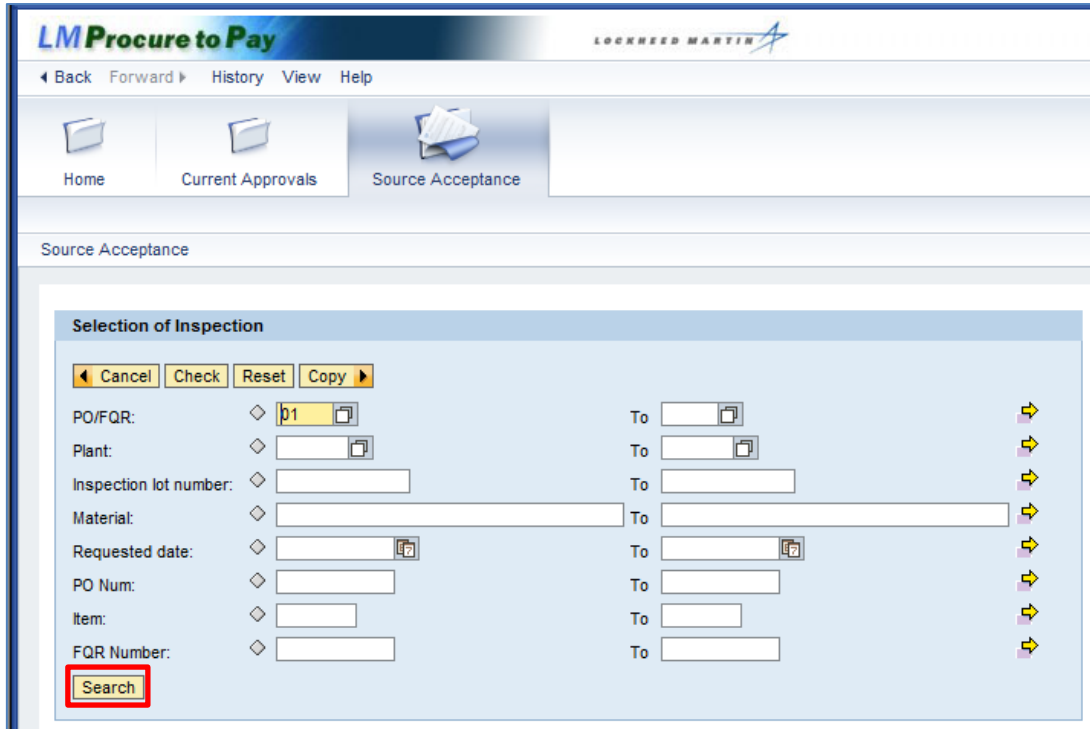 LM Procure to Pay
LOCKHEED MARTIN
Back Forward History View Help
Home Current Approvals Source Acceptance
Source Acceptance
Selection of Inspection
Cancel Check Reset Copy
PO/FQR: 01 To
Plant: To
Inspection lot number: To
Material: To
Requested date: To
PO Num: To
Item: To
FQR Number: To
Search